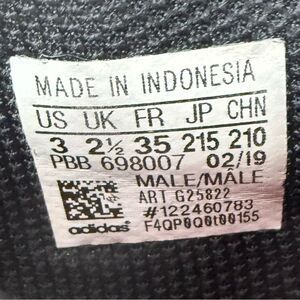 MADE IN INDONESIA
US UK FR JP CHN
3 2½ 35 215 210
PBB 698007 02/19
MALE/MÂLE
ART G25822
#122460783
adidas F4QP0Q0t00155